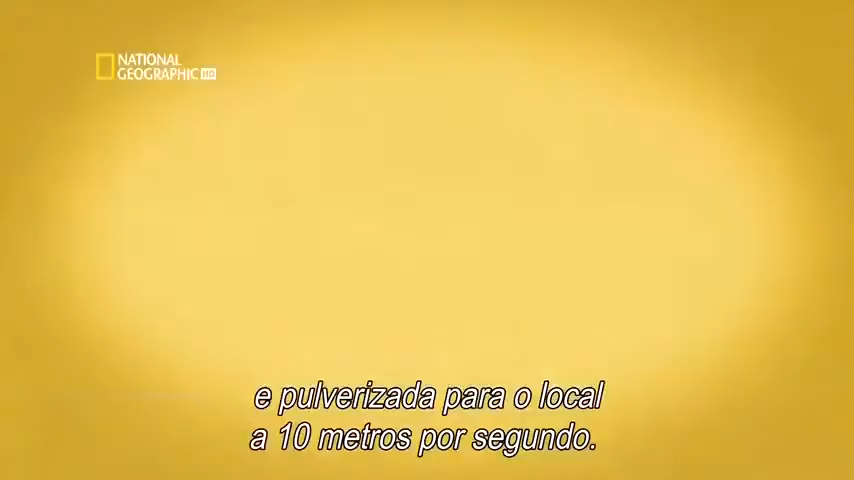 NATIONAL
GEOGRAPHIC HD
e pulverizada para o local
a 10 metros por segundo.